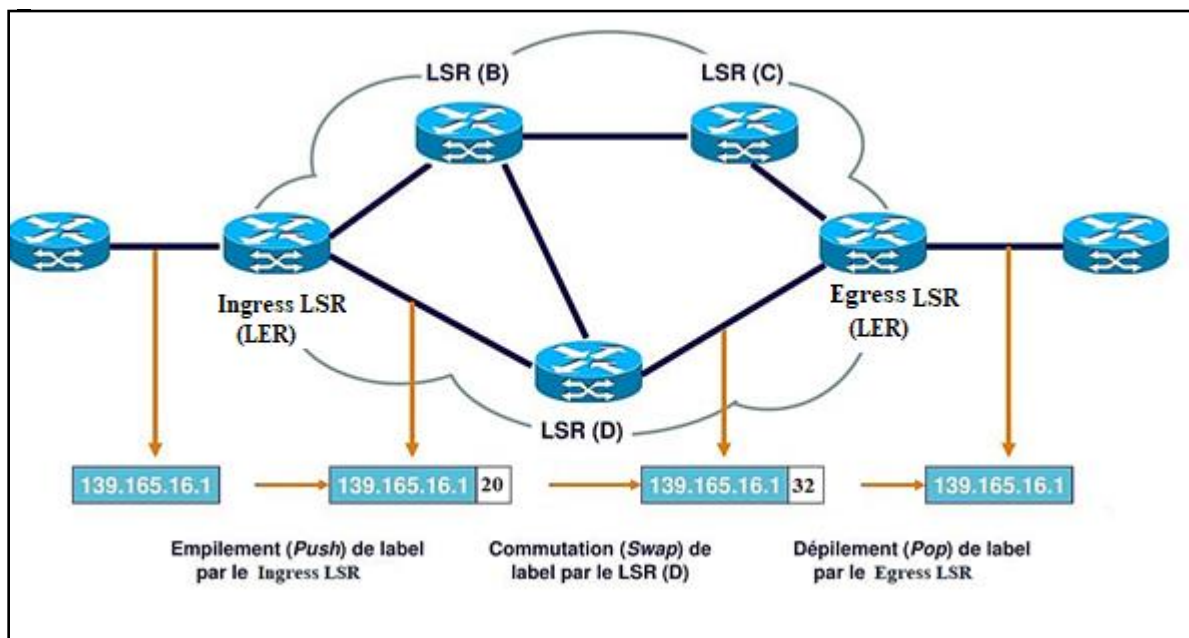 LSR (B)
LSR (C)
Ingress LSR
(LER)
Egress LSR
(LER)
LSR (D)
139.165.16.1
139.165.16.1 20
139.165.16.1 32
139.165.16.1
Empilement (Push) de label
par le Ingress LSR
Commutation (Swap) de
label par le LSR (D)
Dépilement (Pop) de label
par le Egress LSR